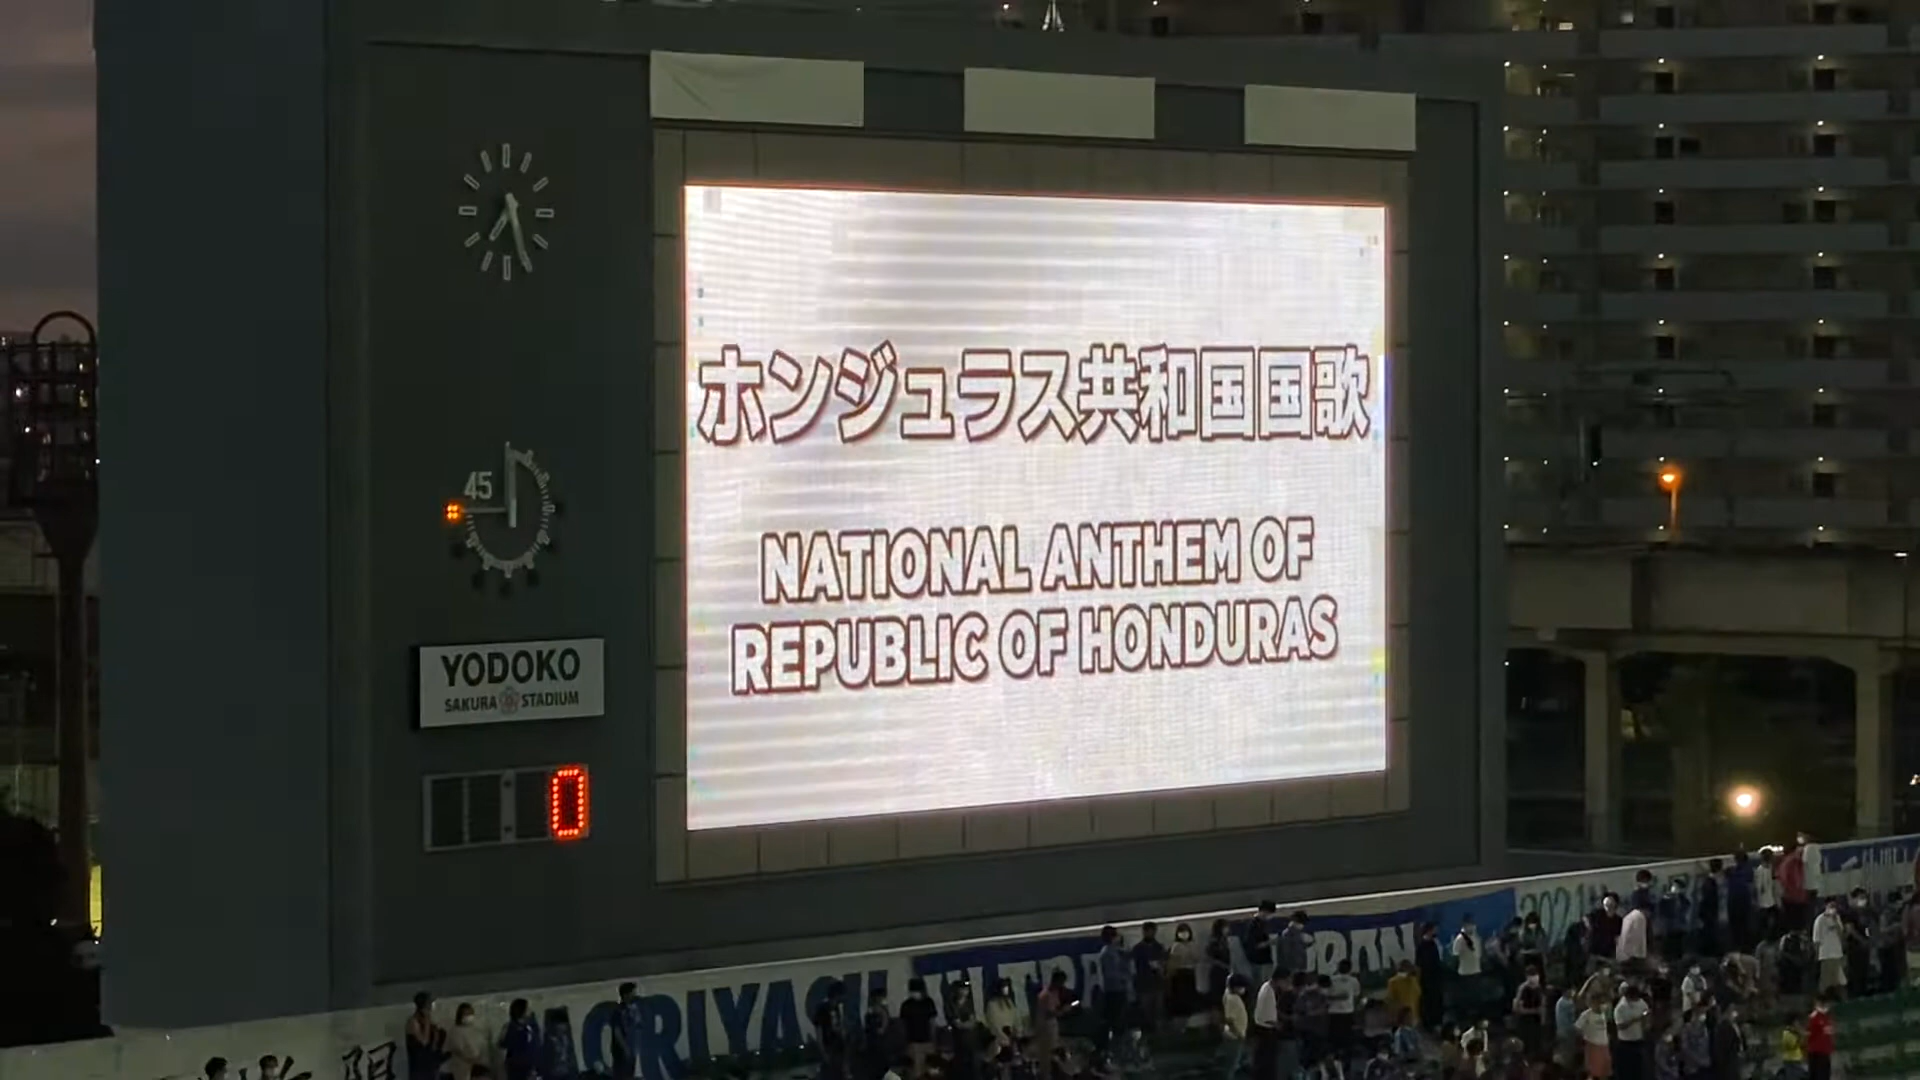 ホンジュラス共和国国歌
NATIONAL ANTHEM OF
REPUBLIC OF HONDURAS
45
YODOKO
SAKURA STADIUM
0